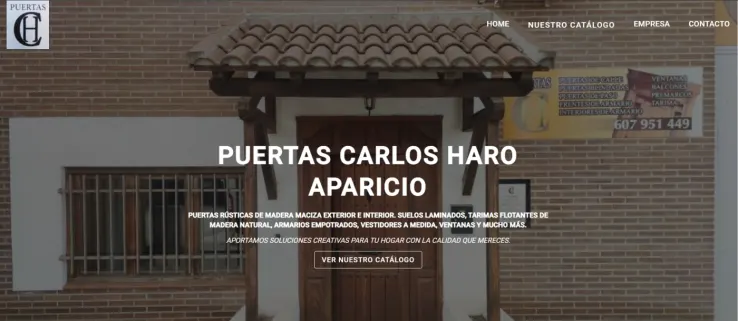 PUERTAS
CH
HOME
NUESTRO CATÁLOGO
EMPRESA
CONTACTO
VENTANAS
BALCONES
TARIMA
607 951 449
PUERTAS CARLOS HARO
APARICIO
PUERTAS RÚSTICAS DE MADERA MACIZA EXTERIOR E INTERIOR. SUELOS LAMINADOS, TARIMAS FLOTANTES DE
MADERA NATURAL, ARMARIOS EMPOTRADOS, VESTIDORES A MEDIDA, VENTANAS Y MUCHO MÁS.
APORTAMOS SOLUCIONES CREATIVAS PARA TU HOGAR CON LA CALIDAD QUE MERECES.
VER NUESTRO CATÁLOGO